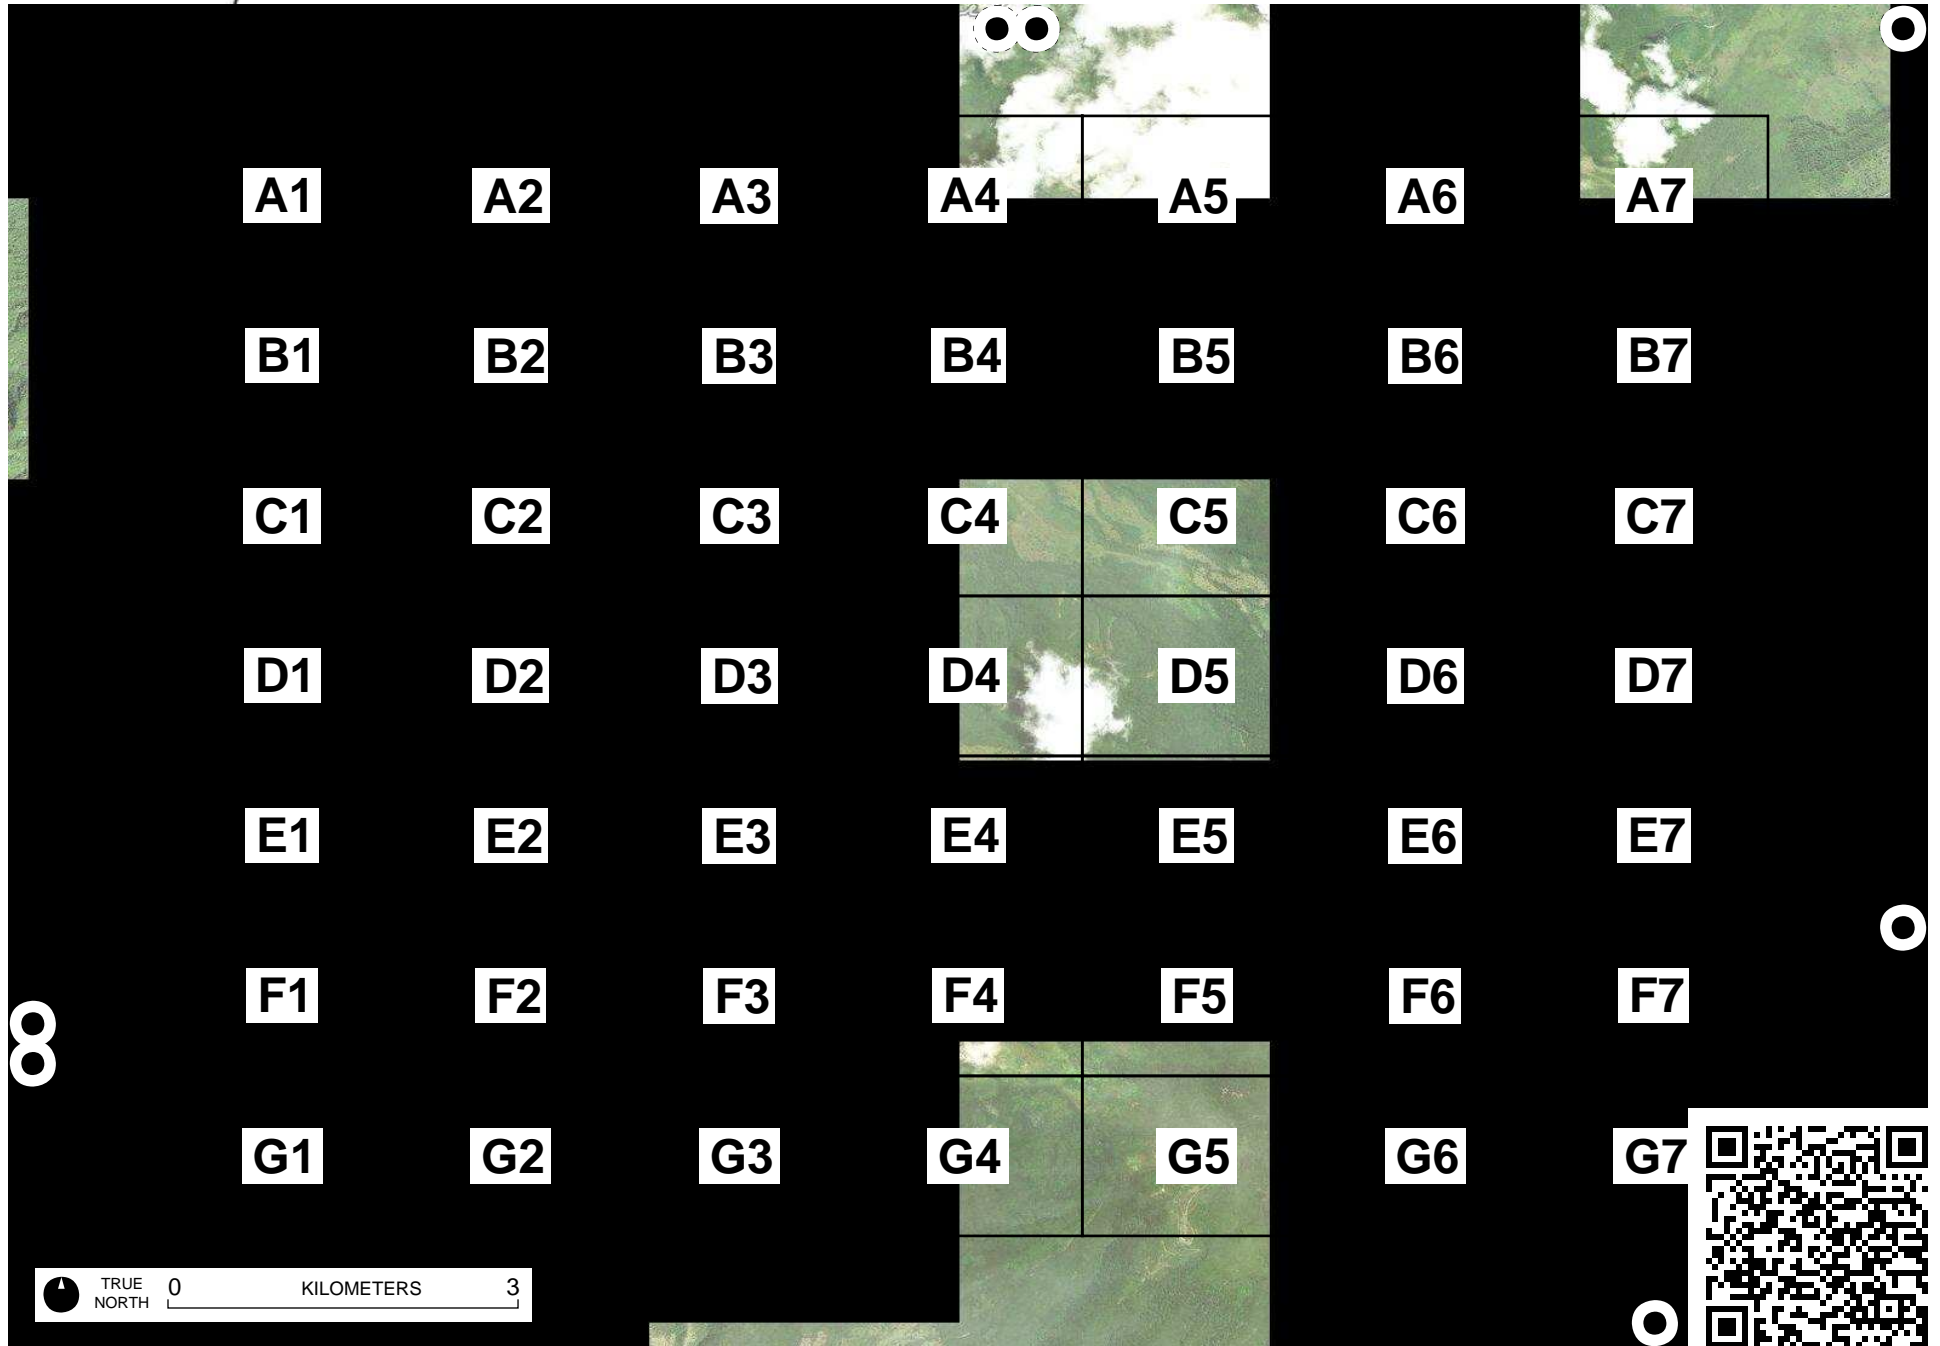 A1 A2 A3 A4 A5 A6 A7
B1 B2 B3 B4 B5 B6 B7
C1 C2 C3 C4 C5 C6 C7
D1 D2 D3 D4 D5 D6 D7
E1 E2 E3 E4 E5 E6 E7
F1 F2 F3 F4 F5 F6 F7
G1 G2 G3 G4 G5 G6 G7
TRUE NORTH 0 KILOMETERS 3